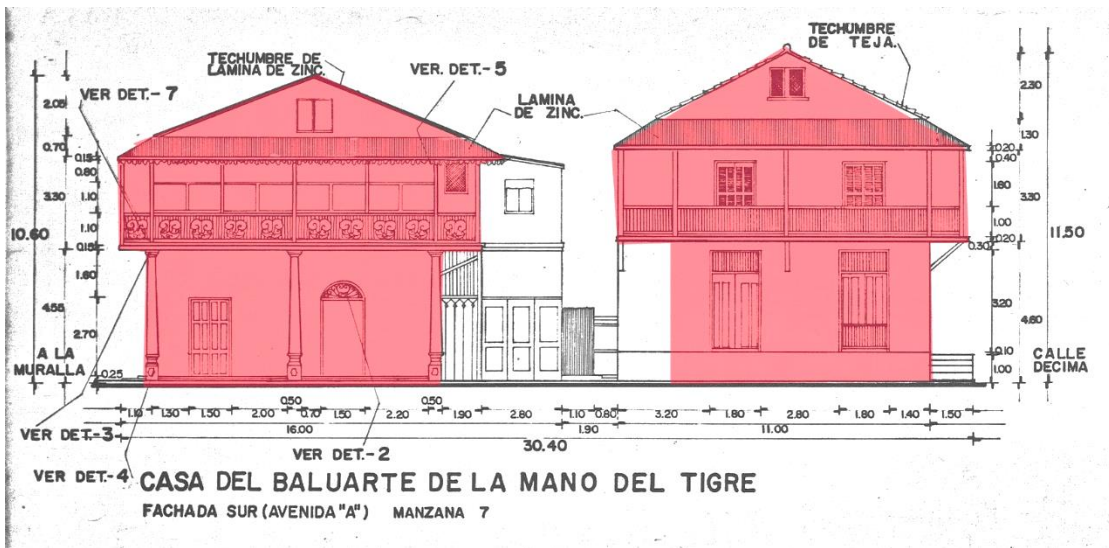 TECHUMBRE DE
LAMINA DE ZINC.
VER. DET.-5
TECHUMBRE
DE TEJA.
VER DET.-7
LAMINA
DE ZINC.
2.05
0.70
0.15
0.80
1.10
3.30
1.10
0.15
10.60
1.80
4.55
2.70
A LA
MURALLA
0.25
2.30
1.30
0.20
0.40
1.80
3.30
1.00
0.20
0.30
11.50
3.20
4.60
0.10
1.00
CALLE
DECIMA
0.50
0.50
1.10
1.30
1.50
2.00
0.70
1.50
2.20
1.90
2.80
1.10
0.80
3.20
1.80
2.80
1.80
1.40
1.50
16.00
1.90
11.00
30.40
VER DET.-3
VER DET.-2
VER DET.-4
CASA DEL BALUARTE DE LA MANO DEL TIGRE
FACHADA SUR (AVENIDA "A") MANZANA 7